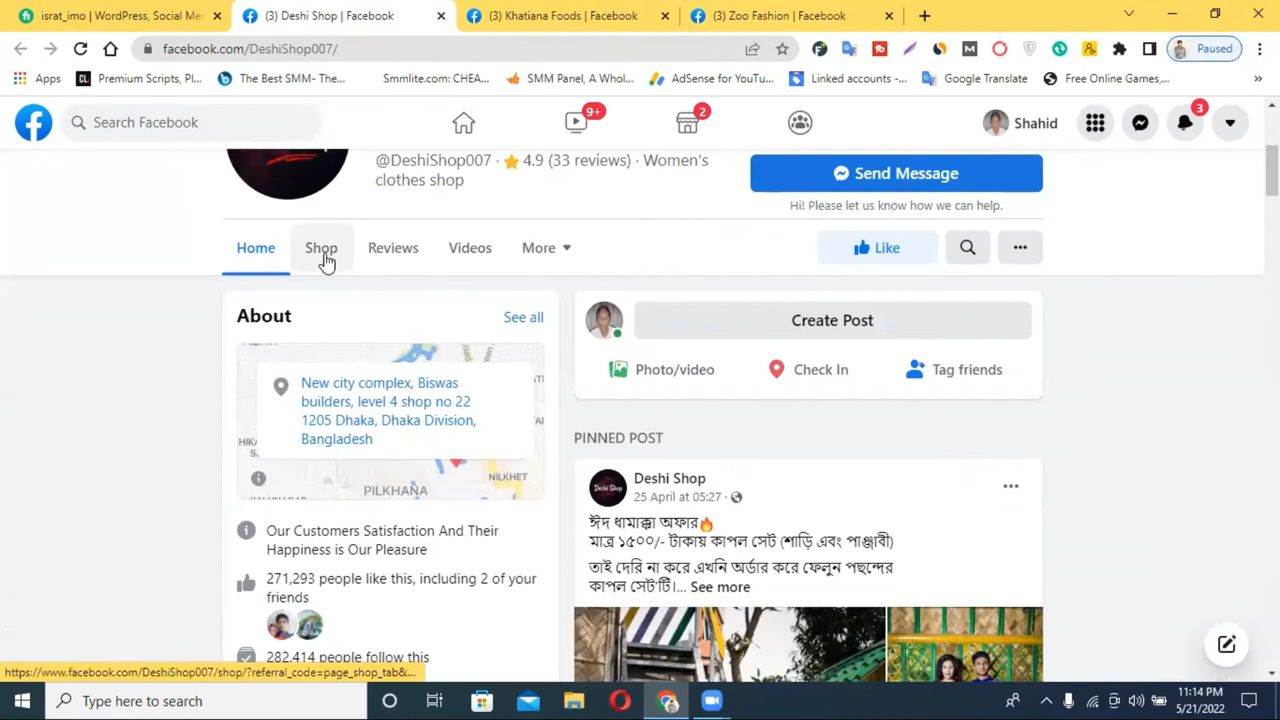 israt_imo | WordPress, Social Me
(3) Deshi Shop | Facebook
(3) Khatiana Foods | Facebook
(3) Zoo Fashion | Facebook
facebook.com/DeshiShop007/
Paused
Apps
Premium Scripts, Pl...
The Best SMM- The...
Smmlite.com: CHEA...
SMM Panel, A Whol...
AdSense for YouTu...
Linked accounts -...
Google Translate
Free Online Games,...
Search Facebook
9+
2
Shahid
3
@DeshiShop007 · 4.9 (33 reviews) · Women's
clothes shop
Send Message
Hi! Please let us know how we can help.
Home
Shop
Reviews
Videos
More
Like
About
See all
New city complex, Biswas
builders, level 4 shop no 22
1205 Dhaka, Dhaka Division,
Bangladesh
NILKHET
PILKHANA
Our Customers Satisfaction And Their
Happiness is Our Pleasure
271,293 people like this, including 2 of your
friends
282,414 people follow this
Create Post
Photo/video
Check In
Tag friends
PINNED POST
Deshi Shop
Deshi Shop
25 April at 05:27 ·
ঈদ ধামাক্কা অফার🔥
মাত্র ১৫০০/- টাকায় কাপল সেট (শাড়ি এবং পাঞ্জাবী)
তাই দেরি না করে এখনি অর্ডার করে ফেলুন পছন্দের
কাপল সেট'টি।... See more
https://www.facebook.com/DeshiShop007/shop/?referral_code=page_shop_tab&...
Type here to search
11:14 PM
5/21/2022